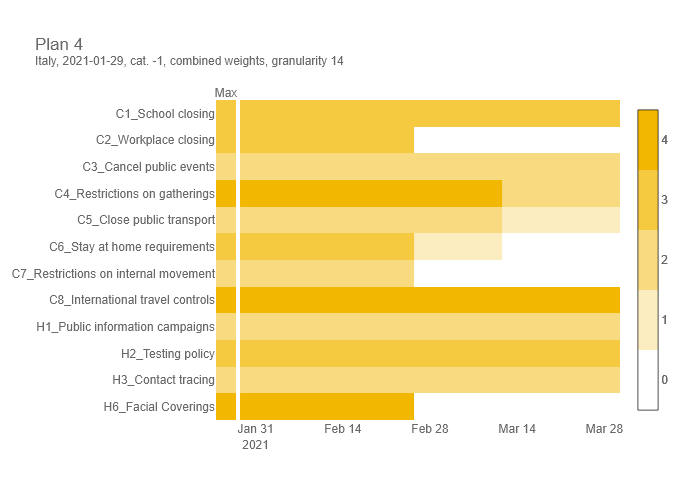 Plan 4
Italy, 2021-01-29, cat. -1, combined weights, granularity 14
Max
C1_School closing
C2_Workplace closing
C3_Cancel public events
C4_Restrictions on gatherings
C5_Close public transport
C6_Stay at home requirements
C7_Restrictions on internal movement
C8_International travel controls
H1_Public information campaigns
H2_Testing policy
H3_Contact tracing
H6_Facial Coverings
Jan 31 Feb 14 Feb 28 Mar 14 Mar 28
2021
4
3
2
1
0